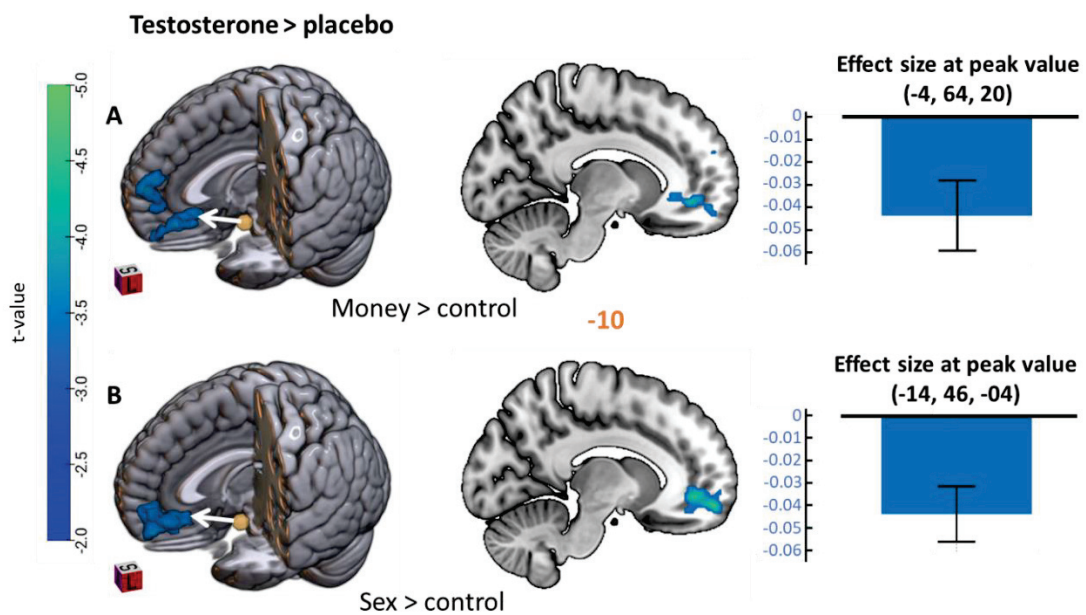 Testosterone > placebo
A
Effect size at peak value
(-4, 64, 20)
0
-0.01
-0.02
-0.03
-0.04
-0.05
-0.06
t-value
-5.0
-4.5
-4.0
-3.5
-3.0
-2.5
-2.0
S
L
Money > control
-10
B
Effect size at peak value
(-14, 46, -04)
0
-0.01
-0.02
-0.03
-0.04
-0.05
-0.06
S
L
Sex > control